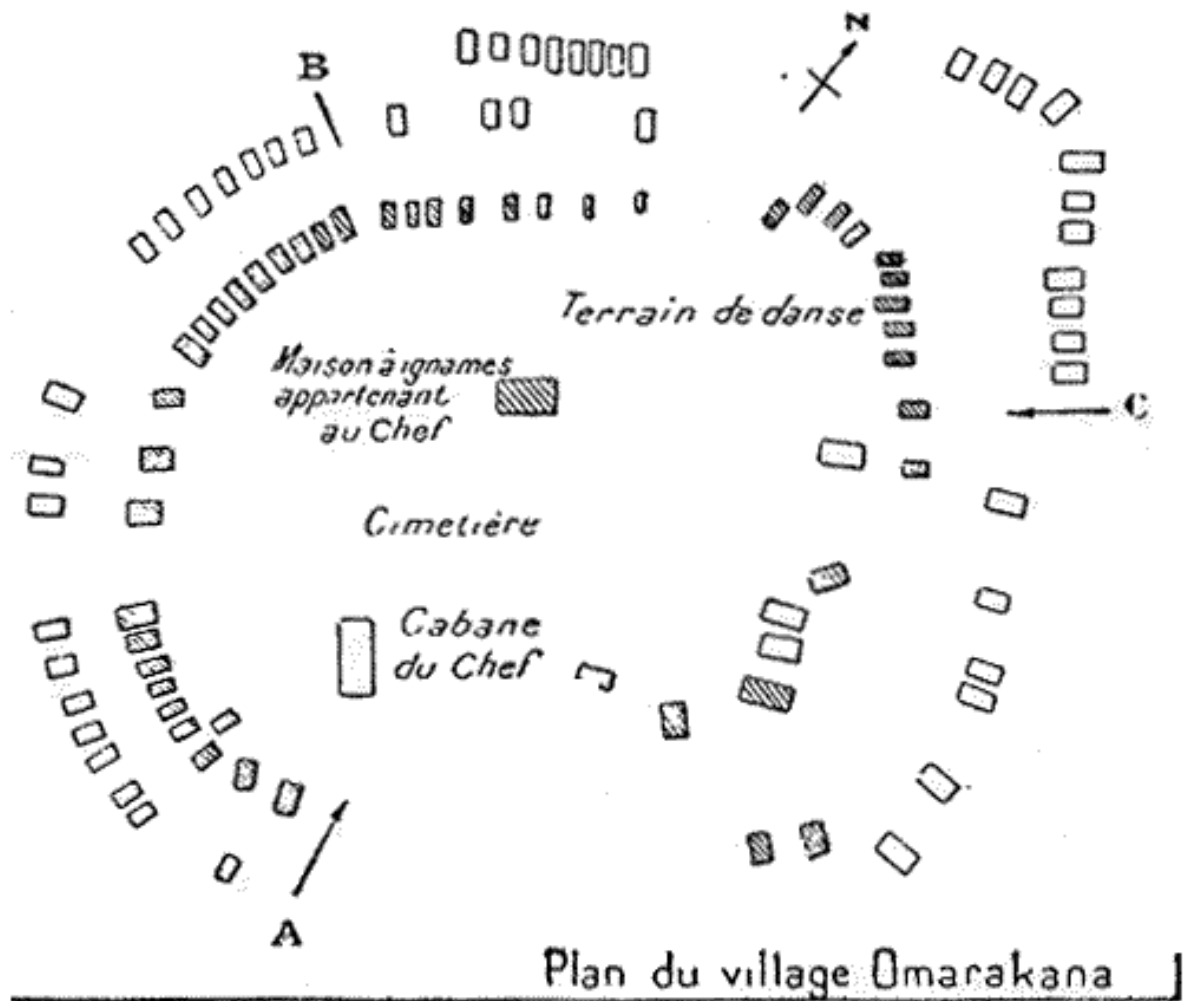 N
B
Terrain de danse
Maison à ignames
appartenant
au Chef
C
Cimetière
Cabane
du Chef
A
Plan du village Omarakana